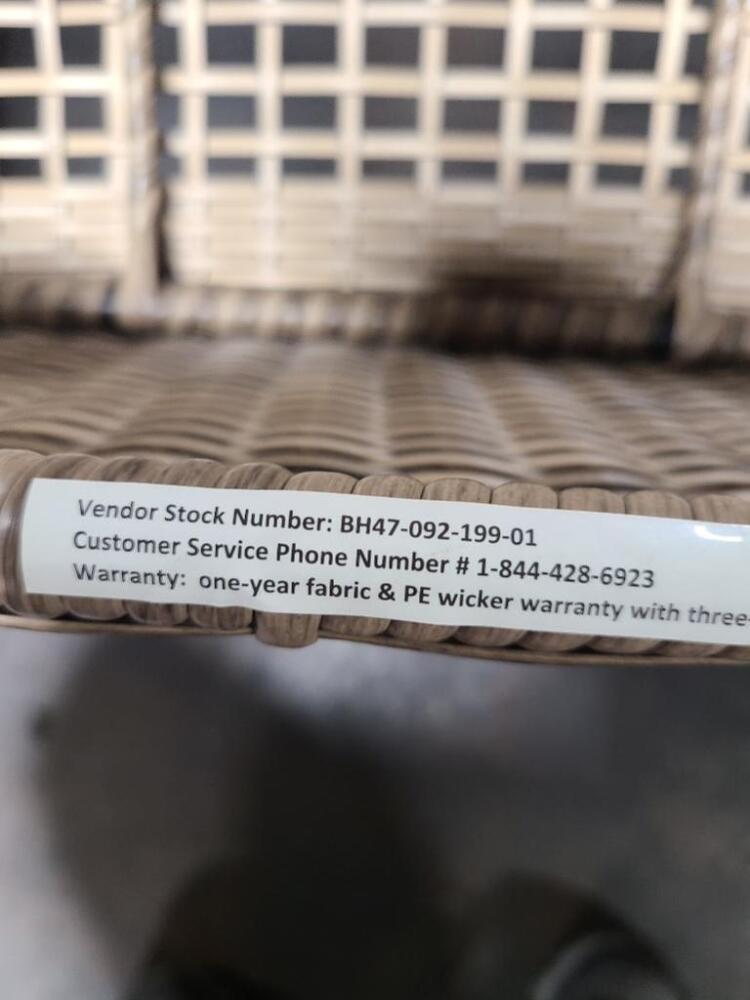 Vendor Stock Number: BH47-092-199-01
Customer Service Phone Number # 1-844-428-6923
Warranty: one-year fabric & PE wicker warranty with three-